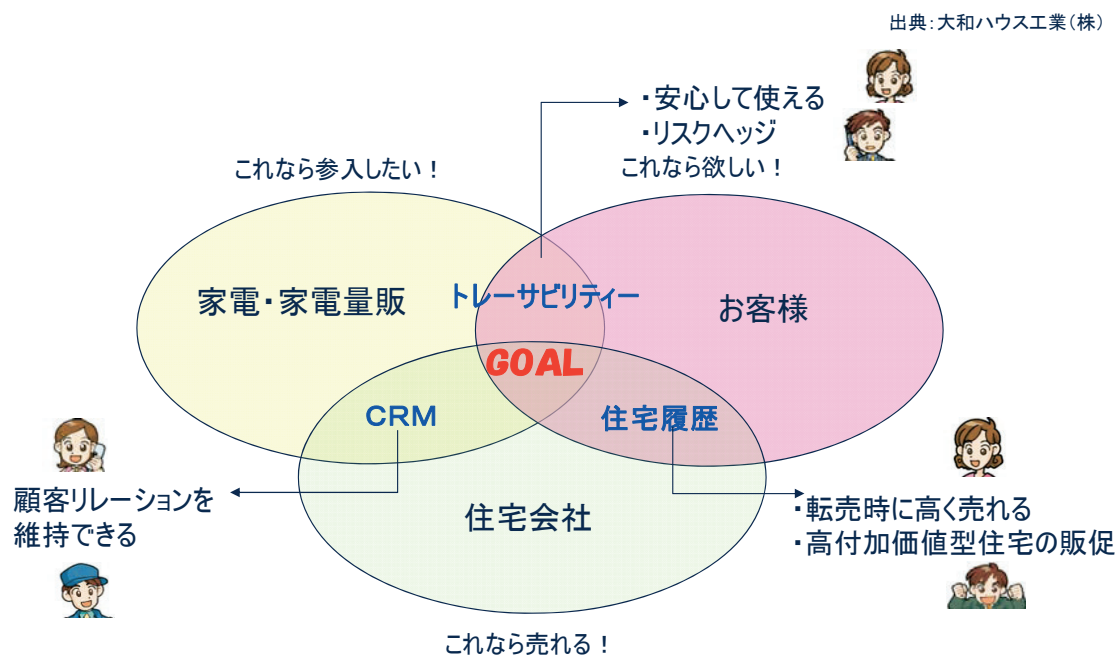 出典：大和ハウス工業（株）
・安心して使える
・リスクヘッジ
これなら参入したい！
これなら欲しい！
家電・家電量販
トレーサビリティー
お客様
GOAL
CRM
住宅履歴
顧客リレーションを
維持できる
住宅会社
・転売時に高く売れる
・高付加価値型住宅の販促
これなら売れる！